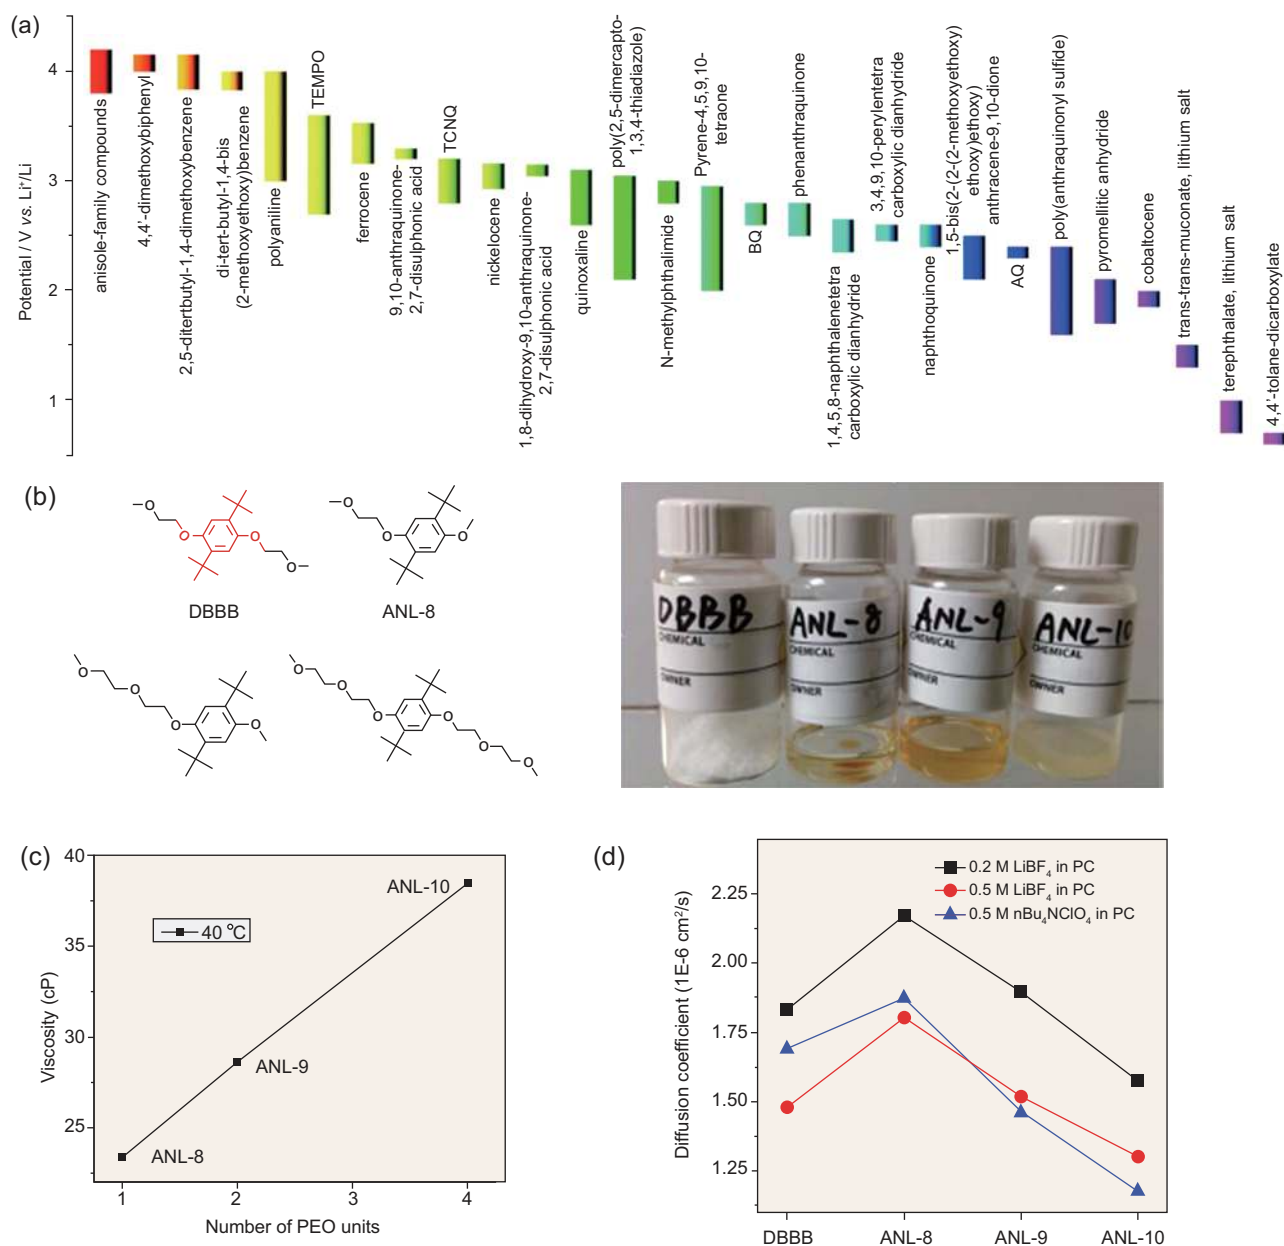 (a)
Potential / V vs. Li⁺/Li
4
3
2
1
anisole-family compounds
4,4'-dimethoxybiphenyl
2,5-diterbutyl-1,4-dimethoxybenzene
di-tert-butyl-1,4-bis
(2-methoxyethoxy)benzene
polyaniline
TEMPO
ferrocene
9,10-anthraquinone-
2,7-disulphonic acid
TCNQ
nickelocene
1,8-dihydroxy-9,10-anthraquinone-
2,7-disulphonic acid
quinoxaline
poly(2,5-dimercapto-
1,3,4-thiadiazole)
N-methylphthalimide
Pyrene-4,5,9,10-
tetraone
BQ
phenanthraquinone
1,4,5,8-naphthalenetetra
carboxylic dianhydride
3,4,9,10-perylentetra
carboxylic dianhydride
naphthoquinone
1,5-bis(2-(2-(2-methoxyethoxy)
ethoxy)ethoxy)
anthracene-9,10-dione
AQ
poly(anthraquinonyl sulfide)
pyromellitic anhydride
cobaltocene
trans-trans-muconate, lithium salt
terephthalate, lithium salt
4,4'-tolane-dicarboxylate
(b)
O
O
O
O
DBBB
O
O
O
ANL-8
O
O
O
O
O
O
O
O
O
O
DBBB
CHEMICAL
OWNER
ANL-8
CHEMICAL
OWNER
ANL-9
CHEMICAL
OWNER
ANL-10
CHEMICAL
OWNER
(c)
Viscosity (cP)
40
35
30
25
40 °C
ANL-10
ANL-9
ANL-8
1
2
3
4
Number of PEO units
(d)
Diffusion coefficient (1E-6 cm²/s)
2.25
2.00
1.75
1.50
1.25
0.2 M LiBF₄ in PC
0.5 M LiBF₄ in PC
0.5 M nBu₄NClO₄ in PC
DBBB
ANL-8
ANL-9
ANL-10